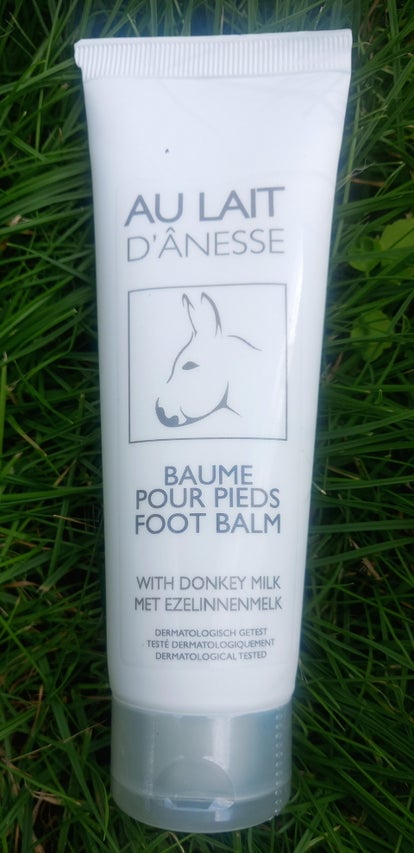 AU LAIT
D'ÂNESSE
BAUME
POUR PIEDS
FOOT BALM
WITH DONKEY MILK
MET EZELINNENMELK
DERMATOLOGISCH GETEST
TESTÉ DERMATOLOGIQUEMENT
DERMATOLOGICAL TESTED